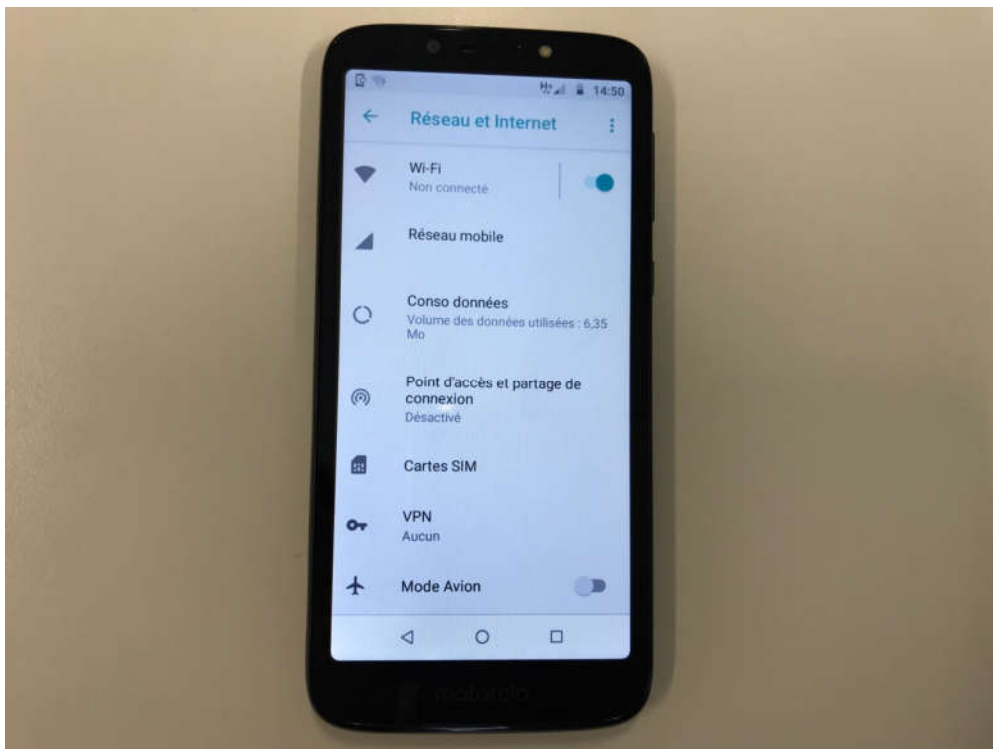 H+ 14:50
Réseau et Internet
Wi-Fi
Non connecté
Réseau mobile
Conso données
Volume des données utilisées : 6,35
Mo
Point d'accès et partage de
connexion
Désactivé
Cartes SIM
VPN
Aucun
Mode Avion
motorola